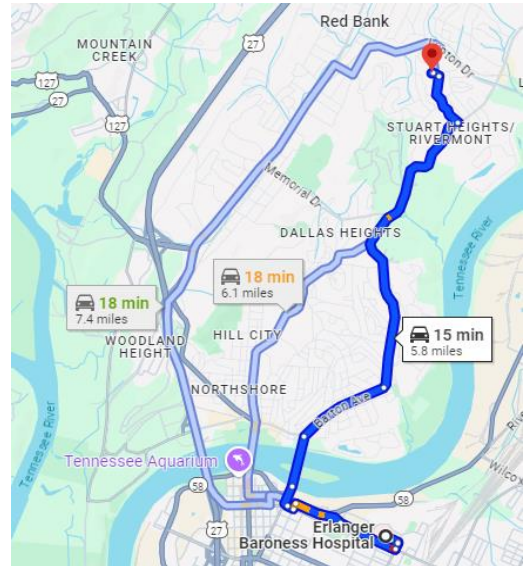 Red Bank
27
MOUNTAIN
CREEK
127
27
127
STUART HEIGHTS/
RIVERMONT
Memorial Dr
DALLAS HEIGHTS
Tennessee River
18 min
6.1 miles
18 min
7.4 miles
15 min
5.8 miles
WOODLAND
HEIGHT
HILL CITY
NORTHSHORE
Barton Ave
Tennessee River
Tennessee Aquarium
58
58
27
Erlanger
Baroness Hospital